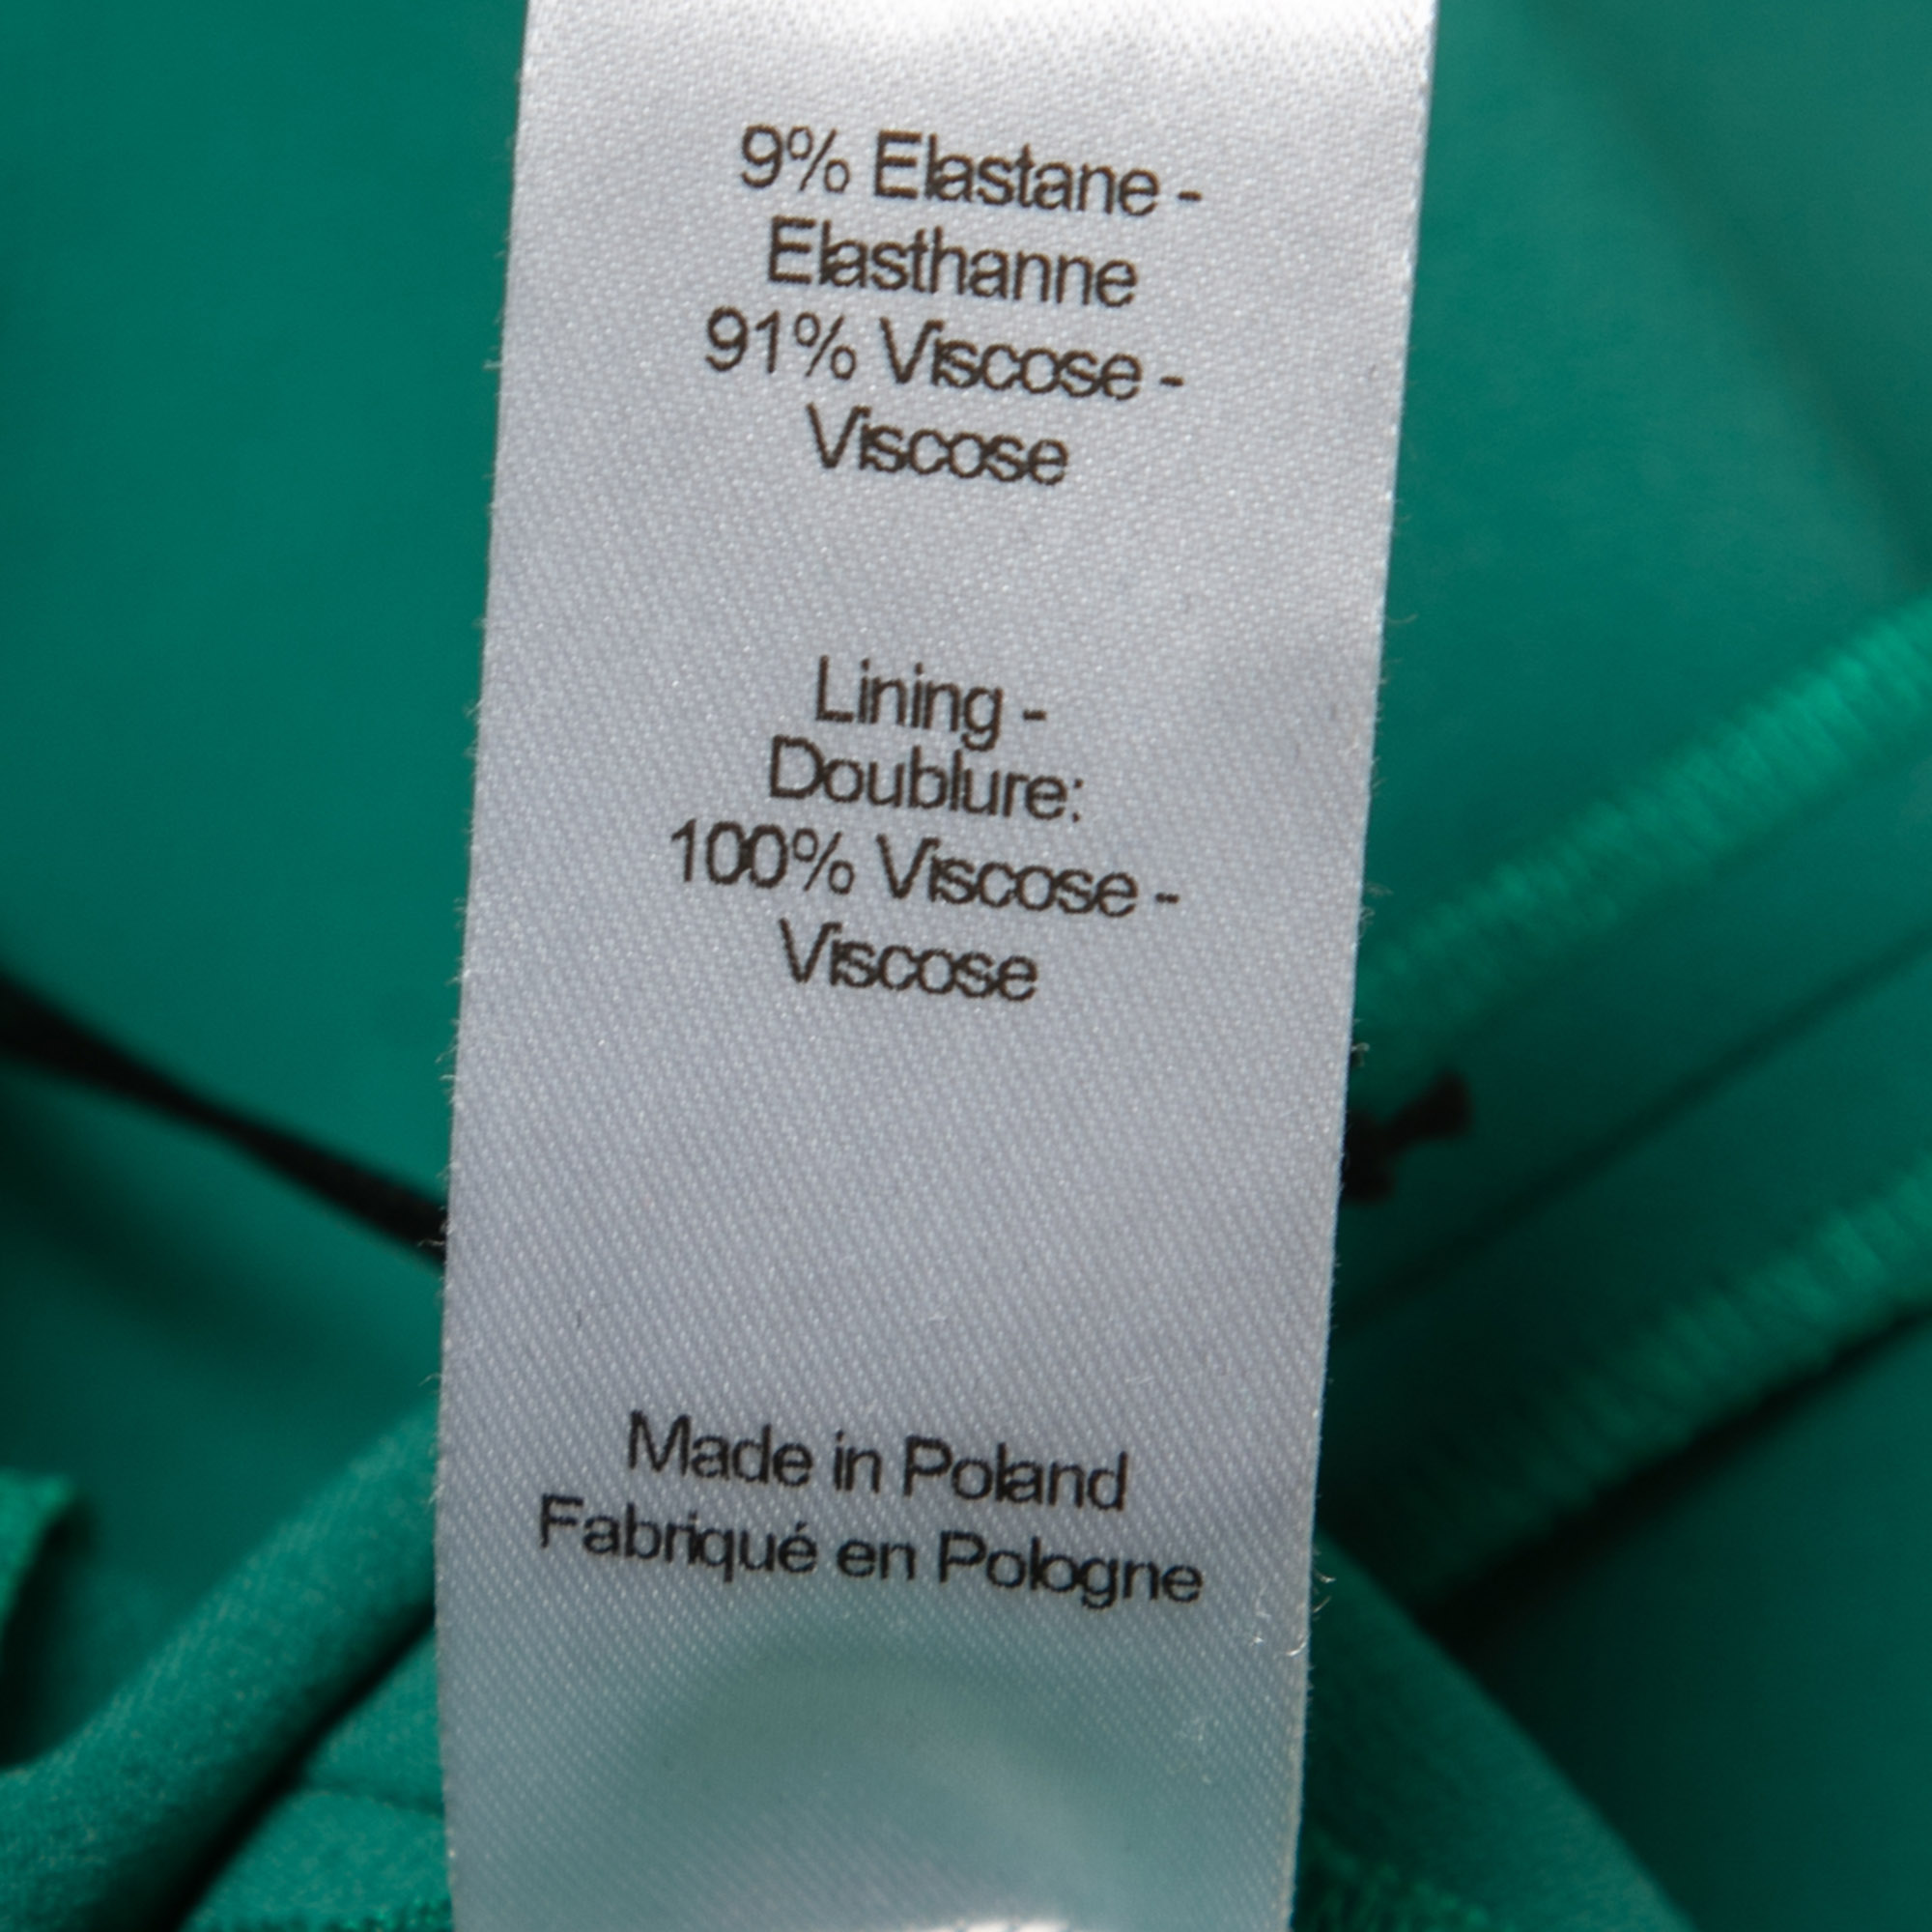 9% Elastane -
Elasthanne
91% Viscose -
Viscose
Lining -
Doublure:
100% Viscose -
Viscose
Made in Poland
Fabriqué en Pologne